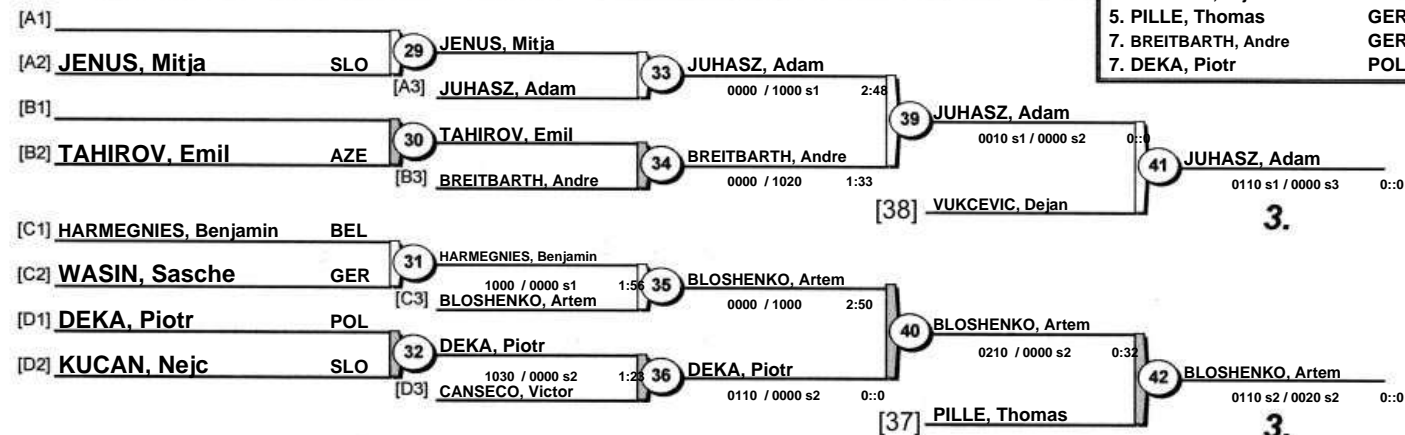 5. PILLE, Thomas GER
7. BREITBARTH, Andre GER
7. DEKA, Piotr POL
[A1]
[A2] JENUS, Mitja SLO
29
JENUS, Mitja
[A3] JUHASZ, Adam
33
JUHASZ, Adam
0000 / 1000 s1 2:48
[B1]
[B2] TAHIROV, Emil AZE
30
TAHIROV, Emil
[B3] BREITBARTH, Andre
34
BREITBARTH, Andre
0000 / 1020 1:33
39
JUHASZ, Adam
0010 s1 / 0000 s2 0::0
[38] VUKCEVIC, Dejan
41
JUHASZ, Adam
0110 s1 / 0000 s3 0::0
3.
[C1] HARMEGNIES, Benjamin BEL
[C2] WASIN, Sasche GER
31
HARMEGNIES, Benjamin
1000 / 0000 s1 1:56
[C3] BLOSHENKO, Artem
35
BLOSHENKO, Artem
0000 / 1000 2:50
[D1] DEKA, Piotr POL
[D2] KUCAN, Nejc SLO
32
DEKA, Piotr
1030 / 0000 s2 1:23
[D3] CANSECO, Victor
36
DEKA, Piotr
0110 / 0000 s2 0::0
40
BLOSHENKO, Artem
0210 / 0000 s2 0:32
[37] PILLE, Thomas
42
BLOSHENKO, Artem
0110 s2 / 0020 s2 0::0
3.